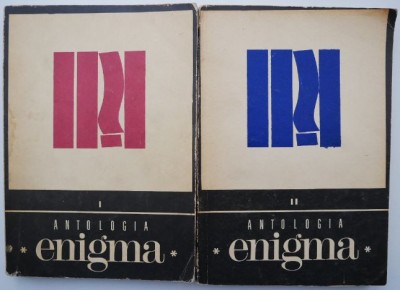 I
ANTOLOGIA
* enigma *
II
ANTOLOGIA
* enigma *